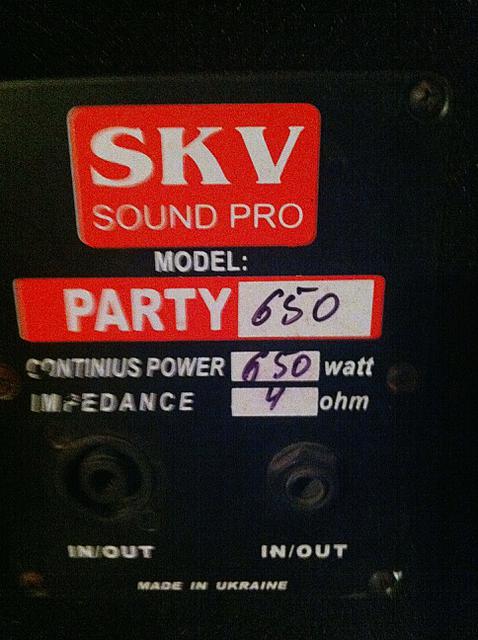 SKV
SOUND PRO
MODEL:
PARTY 650
CONTINIUS POWER 650 watt
IMPEDANCE 4 ohm
IN/OUT IN/OUT
MADE IN UKRAINE